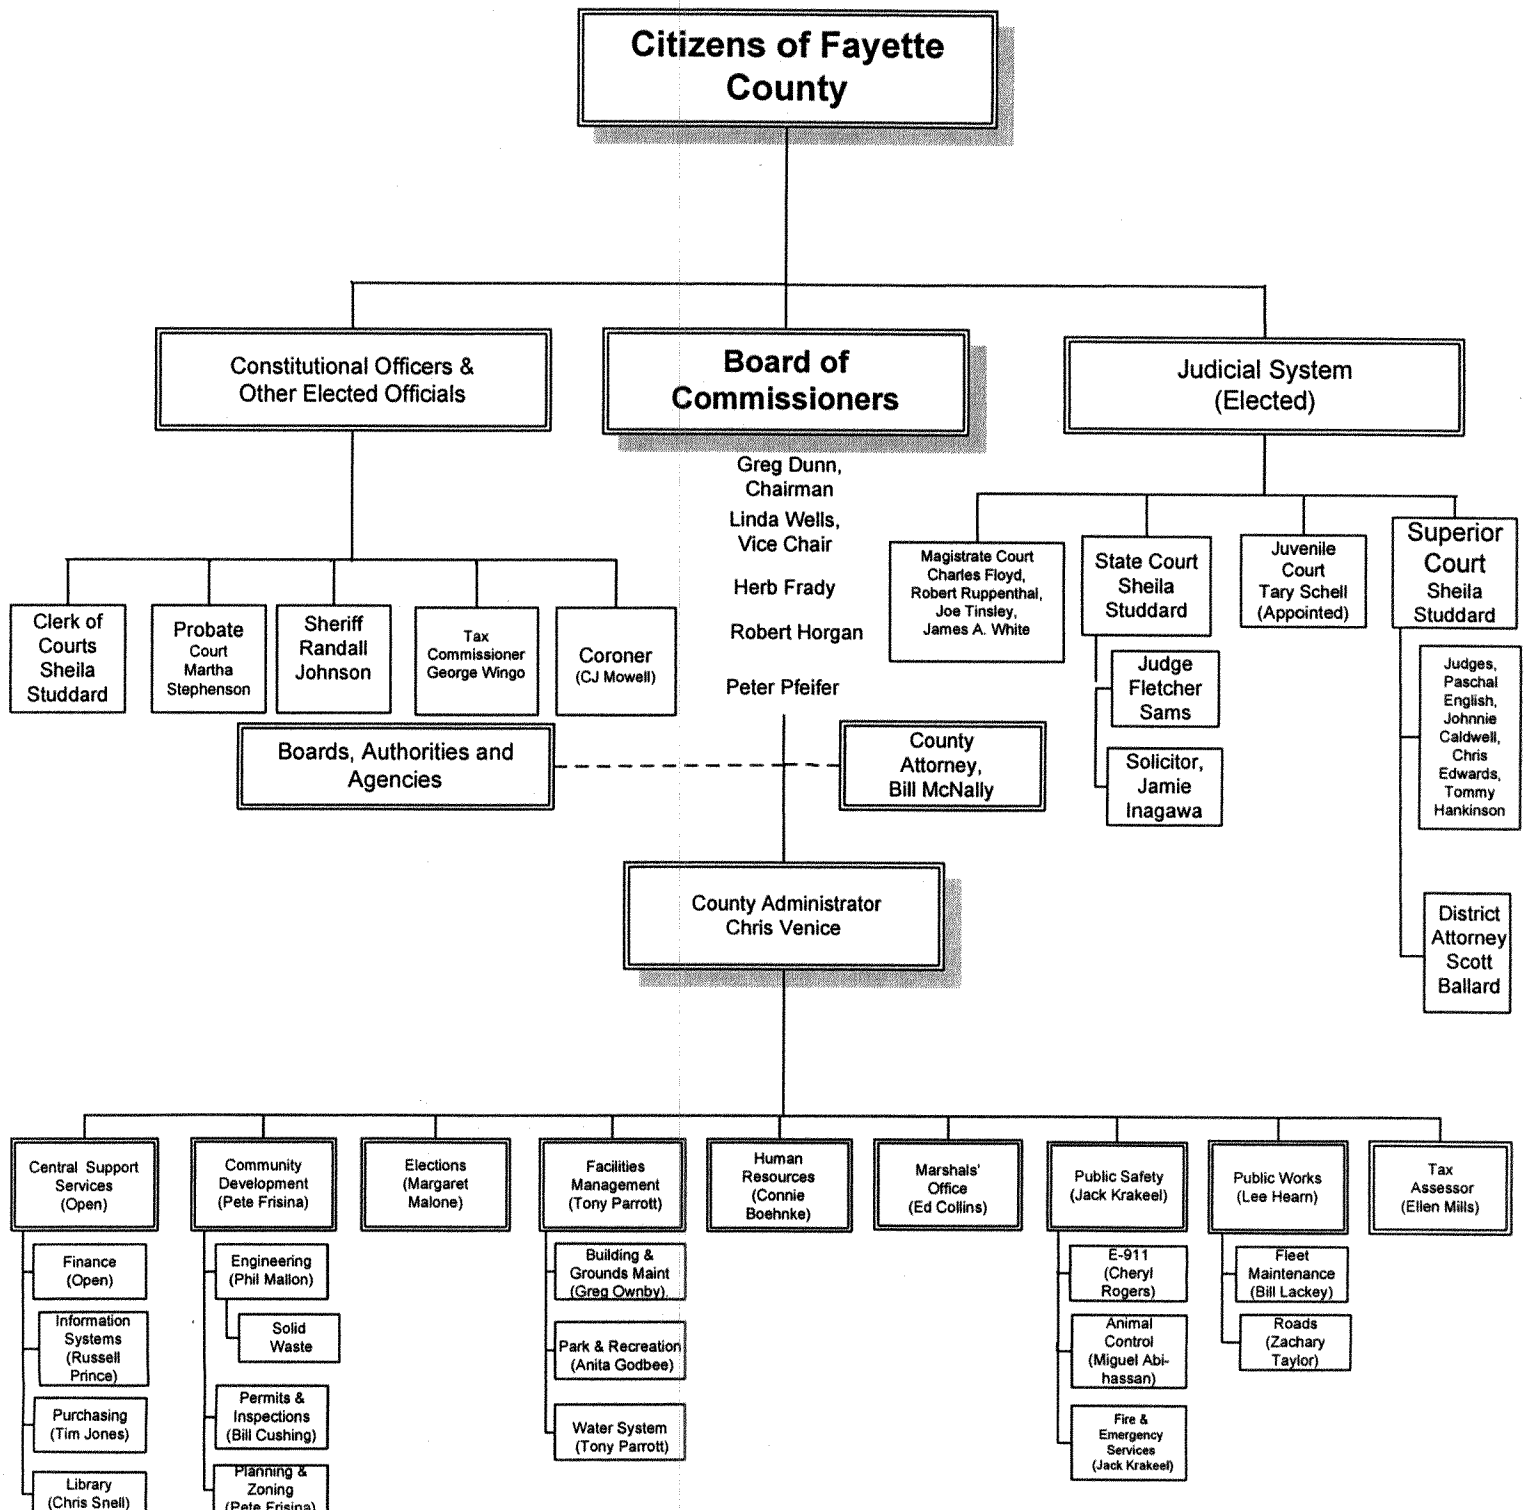 Citizens of Fayette
County
Constitutional Officers &
Other Elected Officials
Board of
Commissioners
Judicial System
(Elected)
Greg Dunn,
Chairman
Linda Wells,
Vice Chair
Herb Frady
Robert Horgan
Peter Pfeifer
Clerk of
Courts
Sheila
Studdard
Probate
Court
Martha
Stephenson
Sheriff
Randall
Johnson
Tax
Commissioner
George Wingo
Coroner
(CJ Mowell)
Magistrate Court
Charles Floyd,
Robert Ruppenthal,
Joe Tinsley,
James A. White
State Court
Sheila
Studdard
Judge
Fletcher
Sams
Solicitor,
Jamie
Inagawa
Juvenile
Court
Tary Schell
(Appointed)
Superior
Court
Sheila
Studdard
Judges,
Paschal
English,
Johnnie
Caldwell,
Chris
Edwards,
Tommy
Hankinson
District
Attorney
Scott
Ballard
Boards, Authorities and
Agencies
County
Attorney,
Bill McNally
County Administrator
Chris Venice
Central Support
Services
(Open)
Finance
(Open)
Information
Systems
(Russell
Prince)
Purchasing
(Tim Jones)
Library
(Chris Snell)
Community
Development
(Pete Frisina)
Engineering
(Phil Mallon)
Solid
Waste
Permits &
Inspections
(Bill Cushing)
Planning &
Zoning
(Pete Frisina)
Elections
(Margaret
Malone)
Facilities
Management
(Tony Parrott)
Building &
Grounds Maint
(Greg Ownby).
Park & Recreation
(Anita Godbee)
Water System
(Tony Parrott)
Human
Resources
(Connie
Boehnke)
Marshals'
Office
(Ed Collins)
Public Safety
(Jack Krakeel)
E-911
(Cheryl
Rogers)
Animal
Control
(Miguel Abi-
hassan)
Fire &
Emergency
Services
(Jack Krakeel)
Public Works
(Lee Hearn)
Fleet
Maintenance
(Bill Lackey)
Roads
(Zachary
Taylor)
Tax
Assessor
(Ellen Mills)